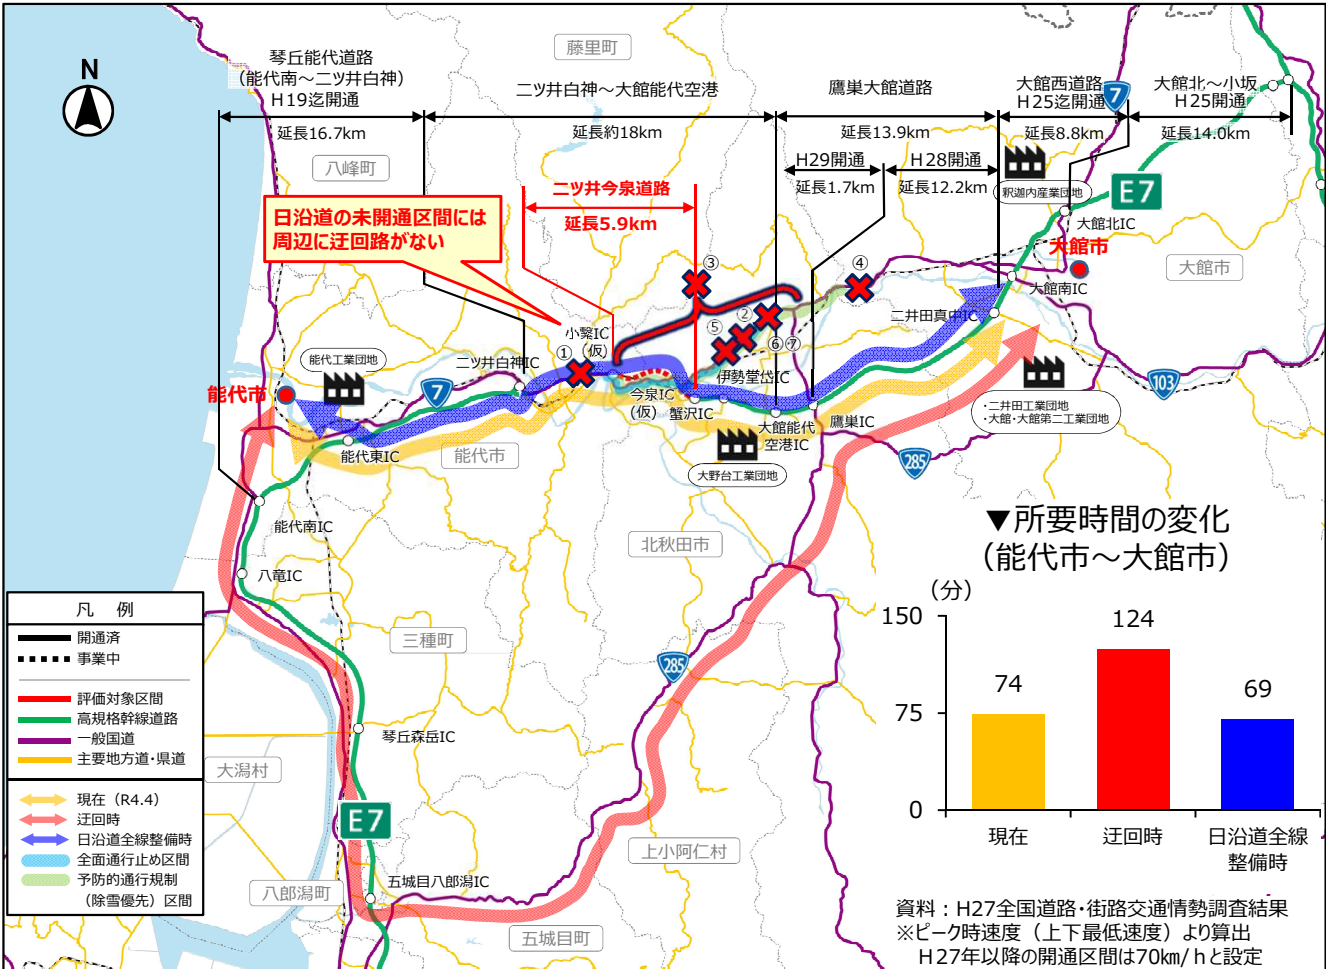 琴丘能代道路
(能代南～二ツ井白神)
H19迄開通
延長16.7km
藤里町
二ツ井白神～大館能代空港
延長約18km
鷹巣大館道路
延長13.9km
大館西道路
H25迄開通
延長8.8km
7
大館北～小坂
H25開通
延長14.0km
N
八峰町
H29開通
延長1.7km
H28開通
延長12.2km
二ツ井今泉道路
延長5.9km
日沿道の未開通区間には
周辺に迂回路がない
釈迦内産業団地
E7
大館北IC
大館市
大館市
大館南IC
二井田真中IC
③
④
②
⑤
⑥⑦
①
小繋IC
(仮)
二ツ井白神IC
能代工業団地
能代市
7
伊勢堂岱IC
今泉IC
(仮)
蟹沢IC
大館能代
空港IC
鷹巣IC
103
・二井田工業団地
・大館・大館第二工業団地
285
能代東IC
能代市
大野台工業団地
能代南IC
北秋田市
八竜IC
三種町
285
琴丘森岳IC
大潟村
E7
上小阿仁村
八郎潟町
五城目八郎潟IC
五城目町
凡 例
開通済
事業中
評価対象区間
高規格幹線道路
一般国道
主要地方道・県道
現在（R4.4）
迂回時
日沿道全線整備時
全面通行止め区間
予防的通行規制
（除雪優先）区間
▼所要時間の変化
(能代市～大館市)
(分)
150
75
0
74
124
69
現在
迂回時
日沿道全線
整備時
資料：H27全国道路・街路交通情勢調査結果
※ピーク時速度（上下最低速度）より算出
H27年以降の開通区間は70km/hと設定